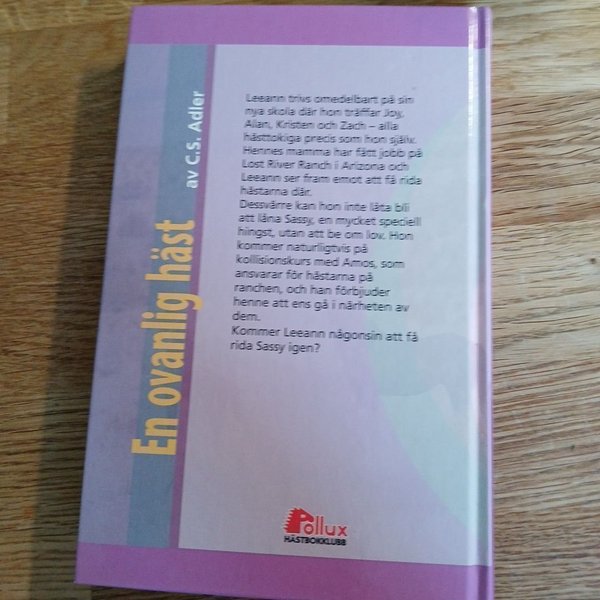 En ovanlig häst
av C.S. Adler
Leeann trivs omedelbart på sin
nya skola där hon träffar Joy,
Alan, Kristen och Zach – alla
hästtokiga precis som hon själv.
Hennes mamma har fått jobb på
Lost River Ranch i Arizona och
Leeann ser fram emot att få rida
hästarna där.
Dessvärre kan hon inte låta bli
att låna Sassy, en mycket speciell
hingst, utan att be om lov. Hon
kommer naturligtvis på
kollisionskurs med Amos, som
ansvarar för hästarna på
ranchen, och han förbjuder
henne att ens gå i närheten av
dem.
Kommer Leeann någonsin att få
rida Sassy igen?
Pollux
HÄSTBOKKLUBB